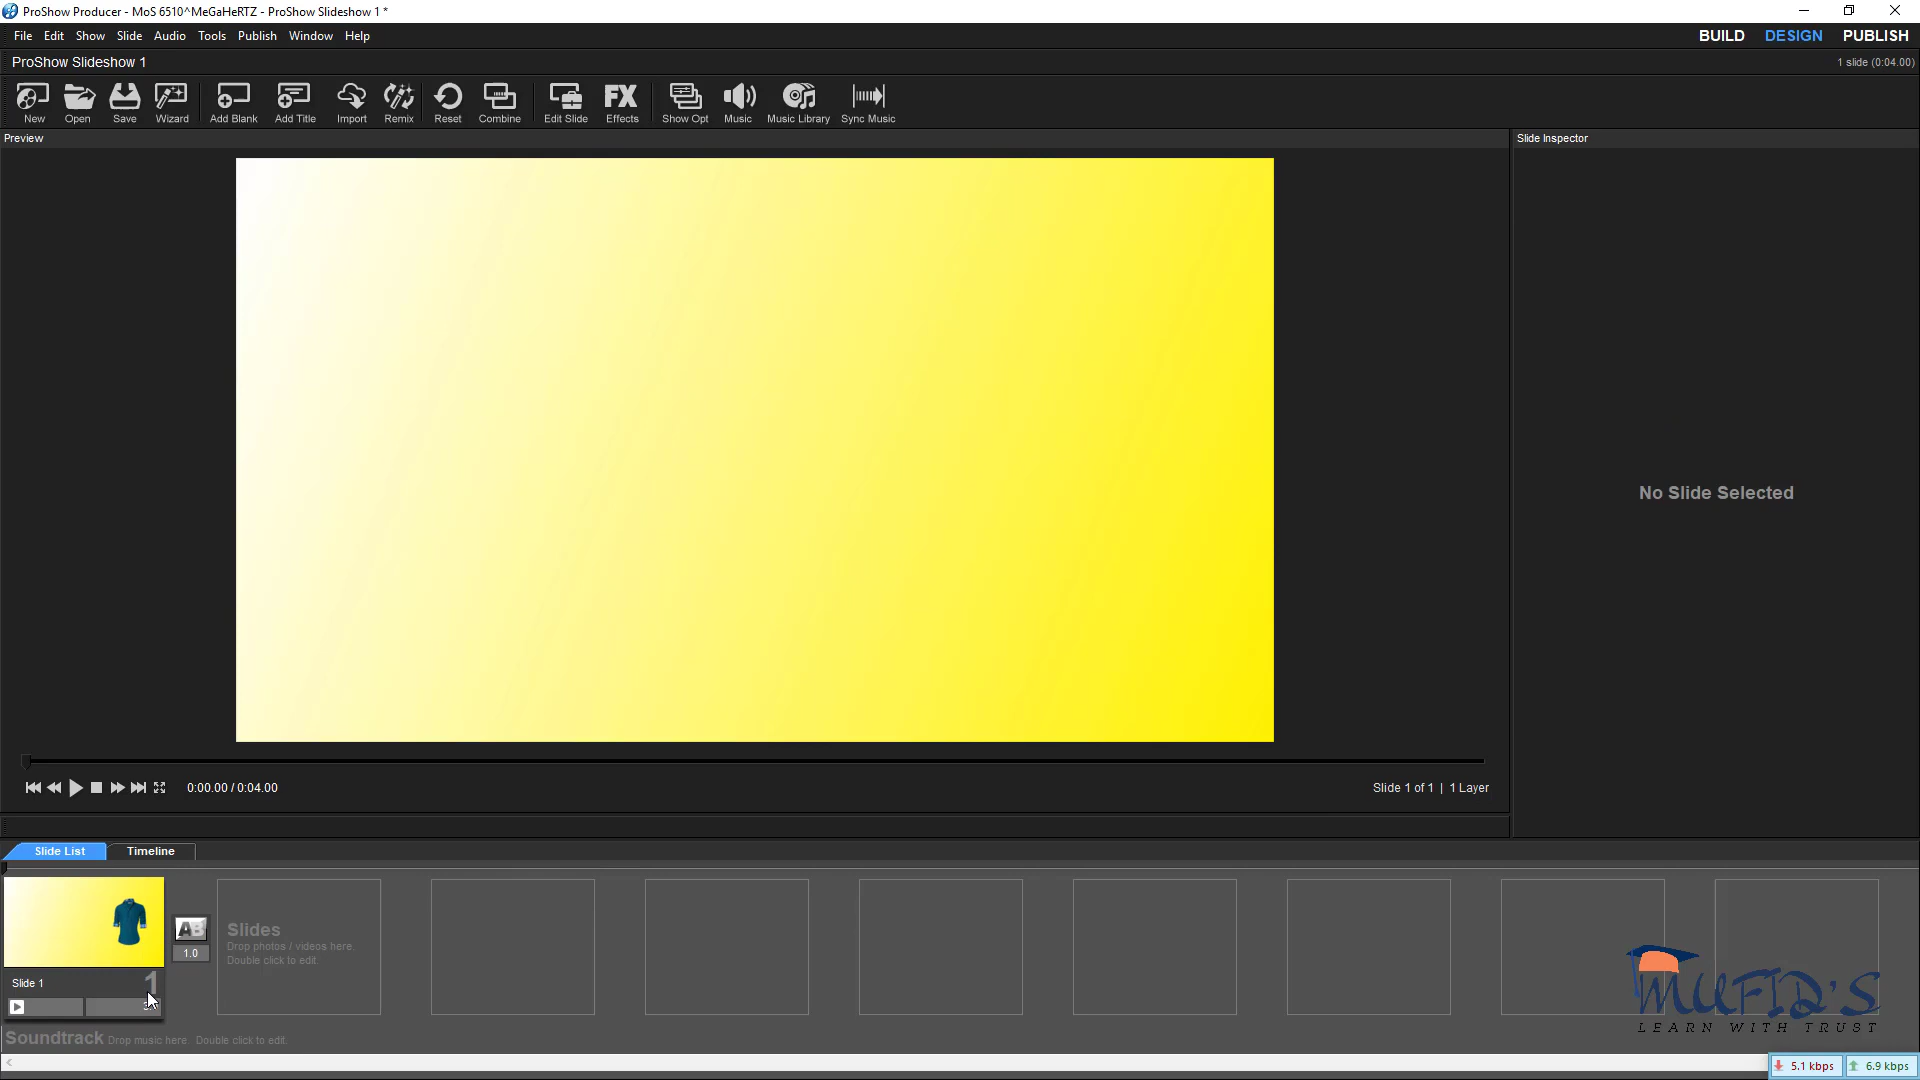 ProShow Producer - MoS 6510^MeGaHeRTZ - ProShow Slideshow 1 *
File Edit Show Slide Audio Tools Publish Window Help
BUILD DESIGN PUBLISH
ProShow Slideshow 1
1 slide (0:04.00)
New Open Save Wizard Add Blank Add Title Import Remix Reset Combine Edit Slide Effects Show Opt Music Music Library Sync Music
Preview
Slide Inspector
No Slide Selected
0:00.00 / 0:04.00
Slide 1 of 1 | 1 Layer
Slide List Timeline
AB
1.0
Slides
Drop photos / videos here.
Double click to edit.
Slide 1
1
Soundtrack Drop music here. Double click to edit.
MUFID'S
LEARN WITH TRUST
5.1 kbps 6.9 kbps